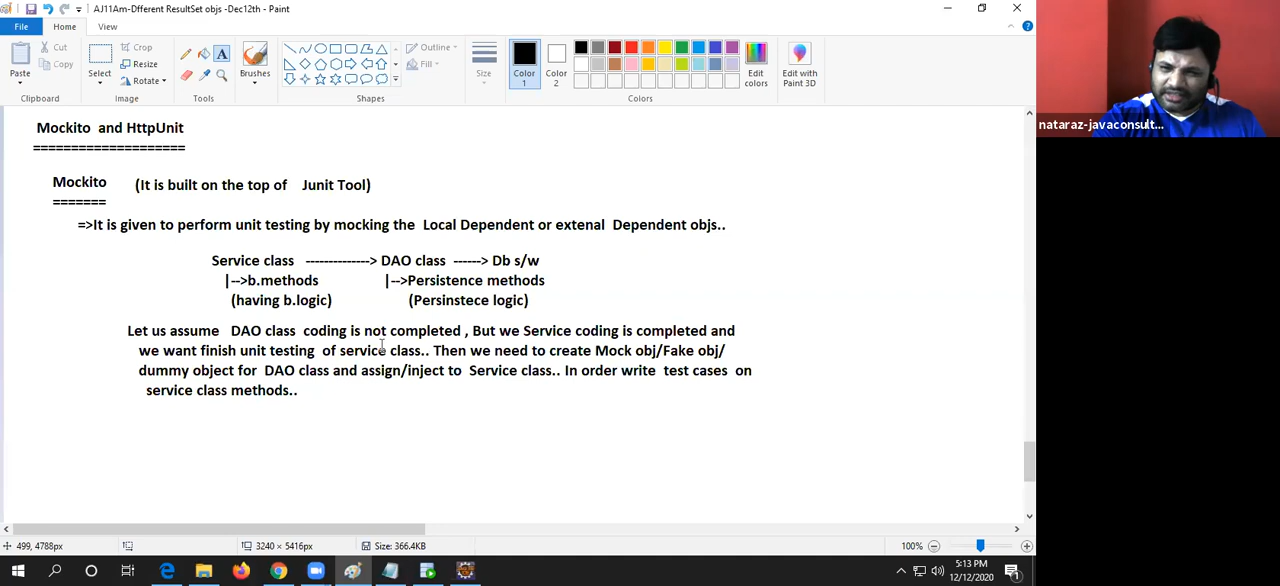 AJ11Am-Dfferent ResultSet objs -Dec12th - Paint
File Home View
Cut
Copy
Paste
Clipboard
Crop
Resize
Rotate
Select
Image
Tools
Brushes
Outline
Fill
Shapes
Size
Color 1
Color 2
Edit colors
Edit with Paint 3D
Colors
nataraz-javaconsult...
Mockito and HttpUnit
====================
Mockito (It is built on the top of Junit Tool)
=======
=>It is given to perform unit testing by mocking the Local Dependent or extenal Dependent objs..
Service class --------------> DAO class ------> Db s/w
|-->b.methods |-->Persistence methods
(having b.logic) (Persinstece logic)
Let us assume DAO class coding is not completed , But we Service coding is completed and
we want finish unit testing of service class.. Then we need to create Mock obj/Fake obj/
dummy object for DAO class and assign/inject to Service class.. In order write test cases on
service class methods..
499, 4788px 3240 × 5416px Size: 366.4KB 100%
5:13 PM
12/12/2020